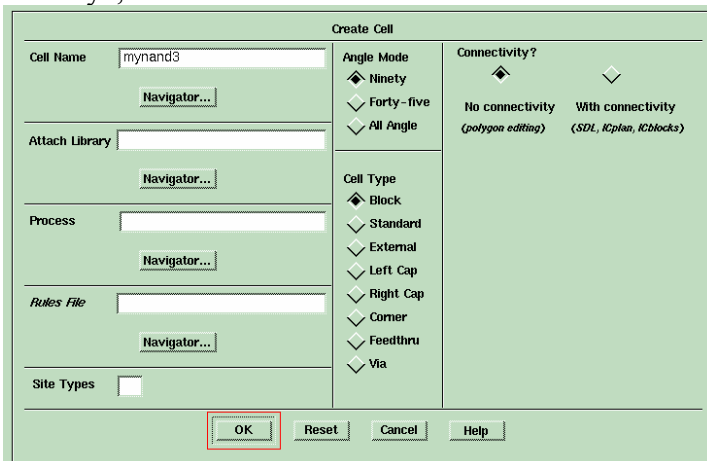 Create Cell
Cell Name
mynand3
Navigator...
Attach Library
Navigator...
Process
Navigator...
Rules File
Navigator...
Site Types
Angle Mode
Ninety
Forty-five
All Angle
Cell Type
Block
Standard
External
Left Cap
Right Cap
Corner
Feedthru
Via
Connectivity?
No connectivity
(polygon editing)
With connectivity
(SDL, ICplan, ICblocks)
OK
Reset
Cancel
Help